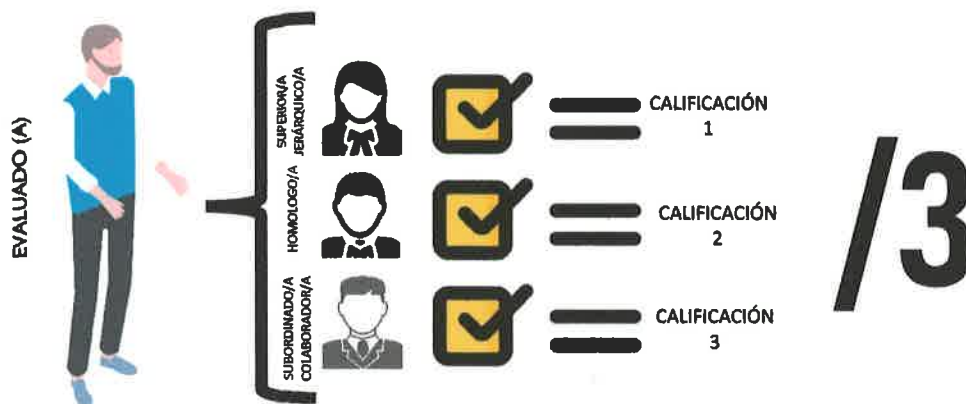 EVALUADO (A)
SUPERIOR/A
JERÁRQUICO/A
CALIFICACIÓN
1
HOMOLOGO/A
CALIFICACIÓN
2
SUBORDINADO/A
COLABORADOR/A
CALIFICACIÓN
3
/3